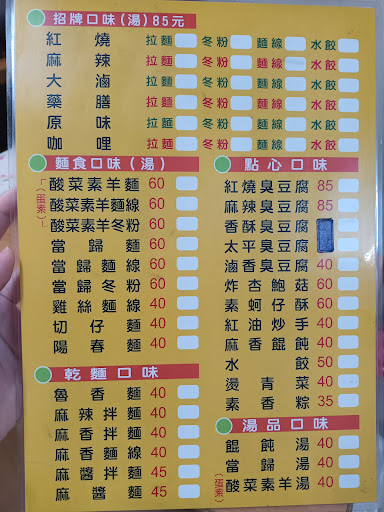 招牌口味(湯)85元
紅燒 拉麵 冬粉 麵線 水餃
麻辣 拉麵 冬粉 麵線 水餃
大滷 拉麵 冬粉 麵線 水餃
藥膳 拉麵 冬粉 麵線 水餃
原味 拉麵 冬粉 麵線 水餃
咖哩 拉麵 冬粉 麵線 水餃
麵食口味(湯)
(蛋素)
酸菜素羊麵 60
酸菜素羊麵線 60
酸菜素羊冬粉 60
當歸麵 60
當歸麵線 60
當歸冬粉 60
雞絲麵線 40
切仔麵 40
陽春麵 40
乾麵口味
魯香麵 40
麻辣拌麵 40
麻香拌麵 40
麻香麵線 40
麻醬拌麵 45
麻醬麵 45
點心口味
紅燒臭豆腐 85
麻辣臭豆腐 85
香酥臭豆腐
太平臭豆腐
滷香臭豆腐 40
炸杏鮑菇 60
素蚵仔酥 60
紅油炒手 40
麻香餛飩 40
水餃 50
燙青菜 40
素香粽 35
湯品口味
餛飩湯 40
當歸湯 40
(蛋素)
酸菜素羊湯 40